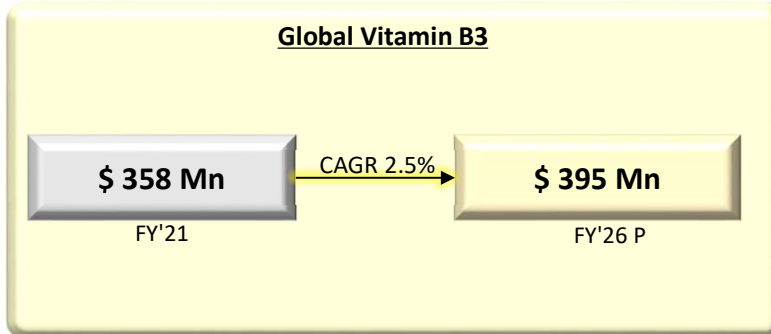 Global Vitamin B3
$ 358 Mn
CAGR 2.5%
$ 395 Mn
FY'21
FY'26 P